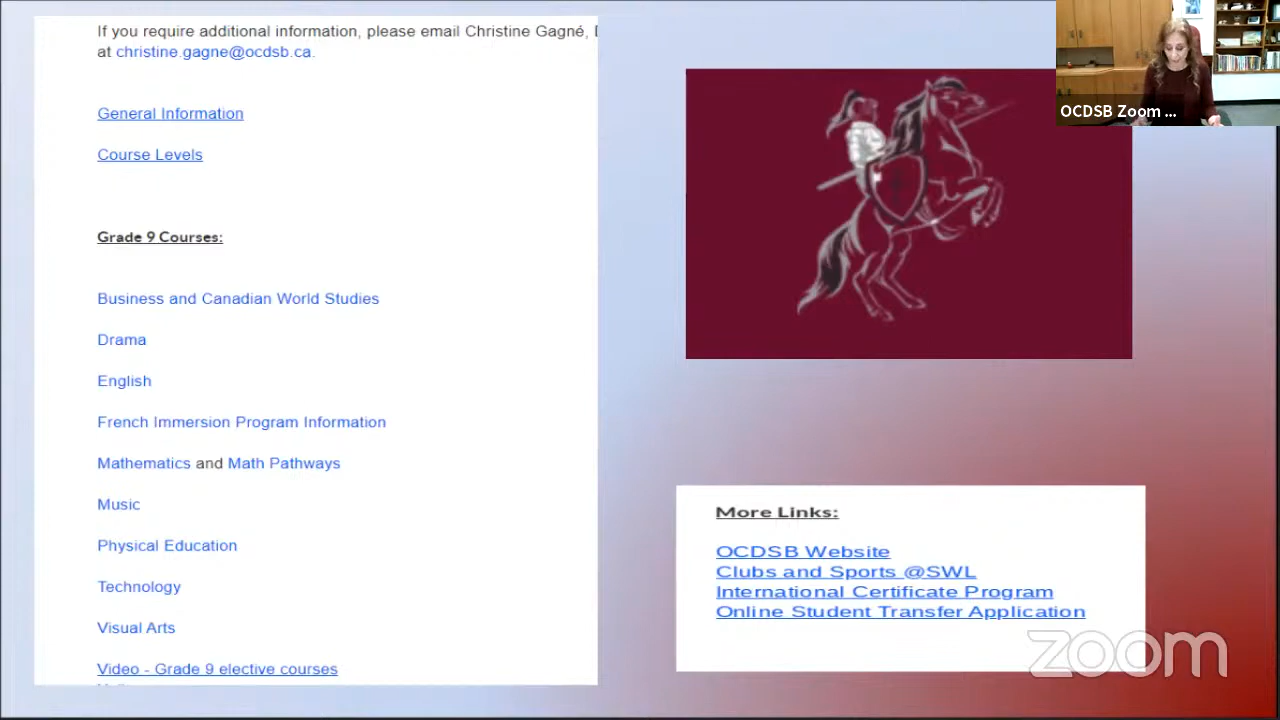 If you require additional information, please email Christine Gagné,
at christine.gagne@ocdsb.ca.
General Information
Course Levels
Grade 9 Courses:
Business and Canadian World Studies
Drama
English
French Immersion Program Information
Mathematics and Math Pathways
Music
Physical Education
Technology
Visual Arts
Video - Grade 9 elective courses
OCDSB Zoom ...
More Links:
OCDSB Website
Clubs and Sports @SWL
International Certificate Program
Online Student Transfer Application
zoom